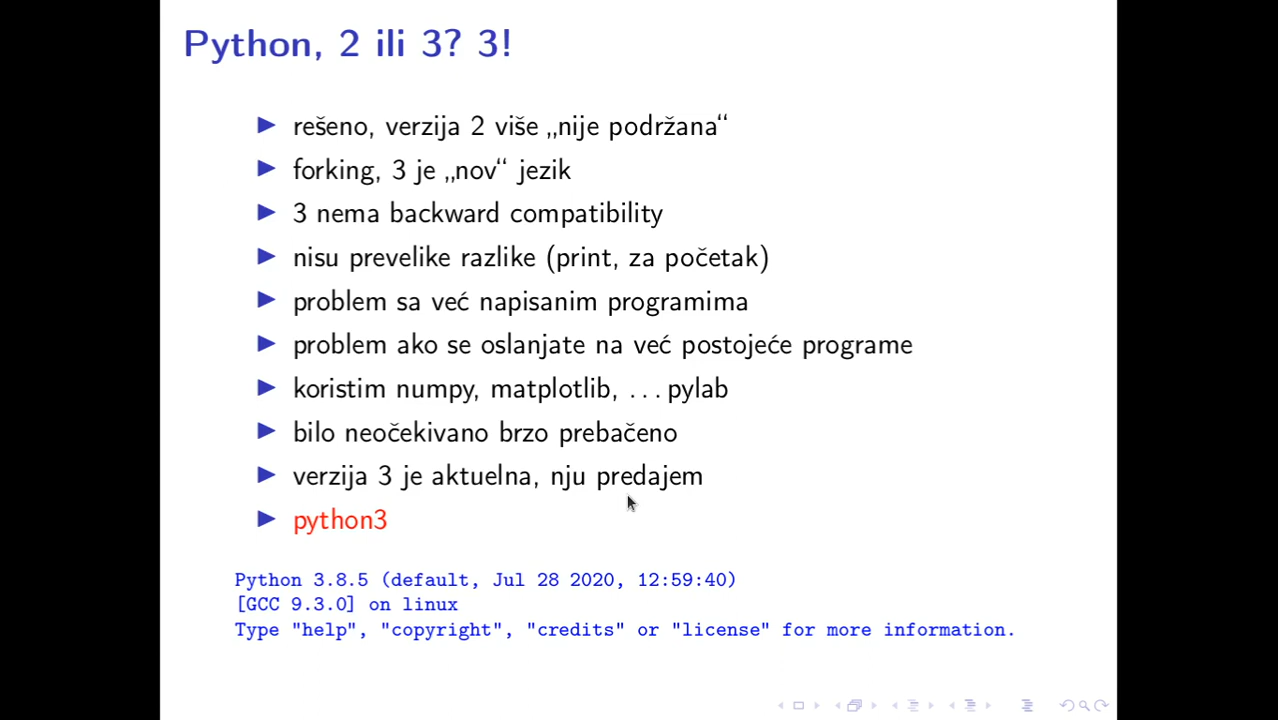 Python, 2 ili 3? 3!
rešeno, verzija 2 više „nije podržana“
forking, 3 je „nov“ jezik
3 nema backward compatibility
nisu prevelike razlike (print, za početak)
problem sa već napisanim programima
problem ako se oslanjate na već postojeće programe
koristim numpy, matplotlib, ... pylab
bilo neočekivano brzo prebačeno
verzija 3 je aktuelna, nju predajem
python3
Python 3.8.5 (default, Jul 28 2020, 12:59:40)
[GCC 9.3.0] on linux
Type "help", "copyright", "credits" or "license" for more information.